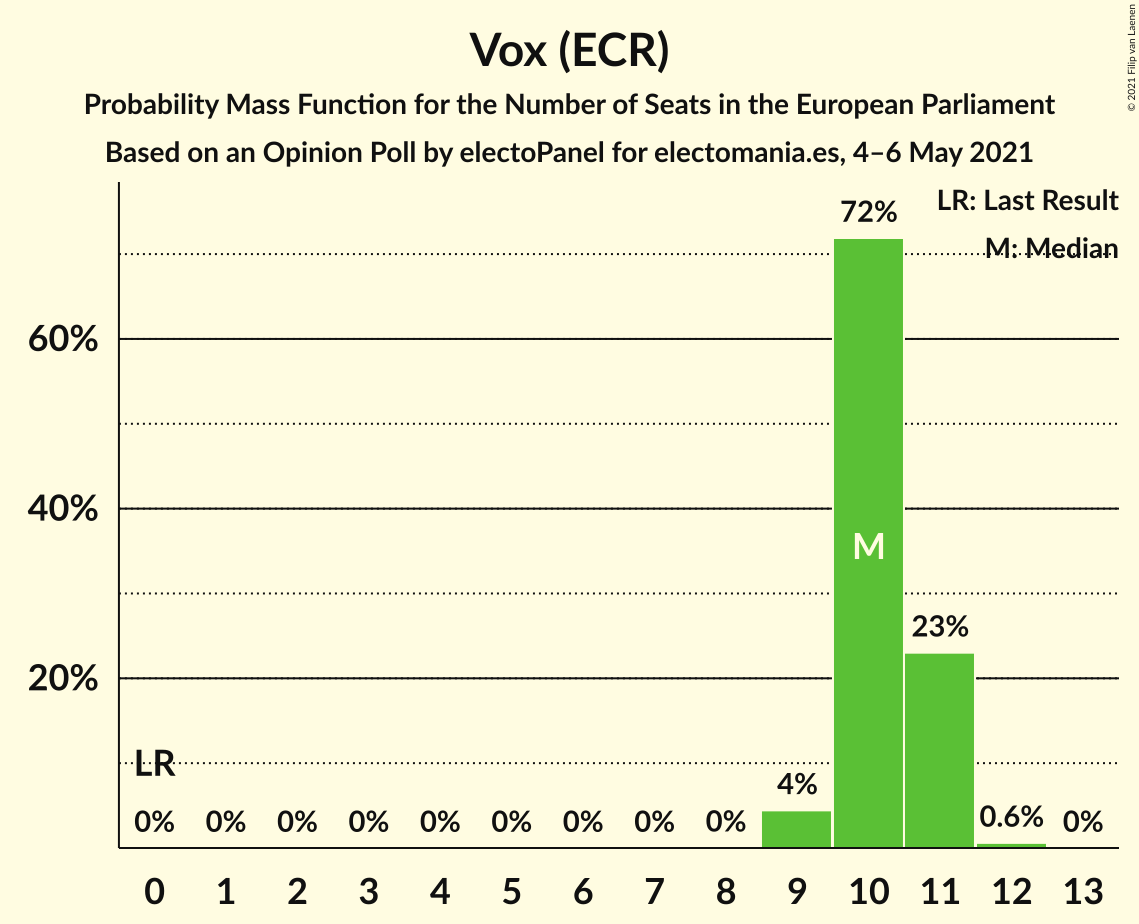 © 2021 Filip van Laenen
Vox (ECR)
Probability Mass Function for the Number of Seats in the European Parliament
Based on an Opinion Poll by electoPanel for electomania.es, 4–6 May 2021
LR: Last Result
M: Median
72%
60%
40%
M
23%
20%
LR
4%
0% 0% 0% 0% 0% 0% 0% 0% 0% 0.6% 0%
0 1 2 3 4 5 6 7 8 9 10 11 12 13